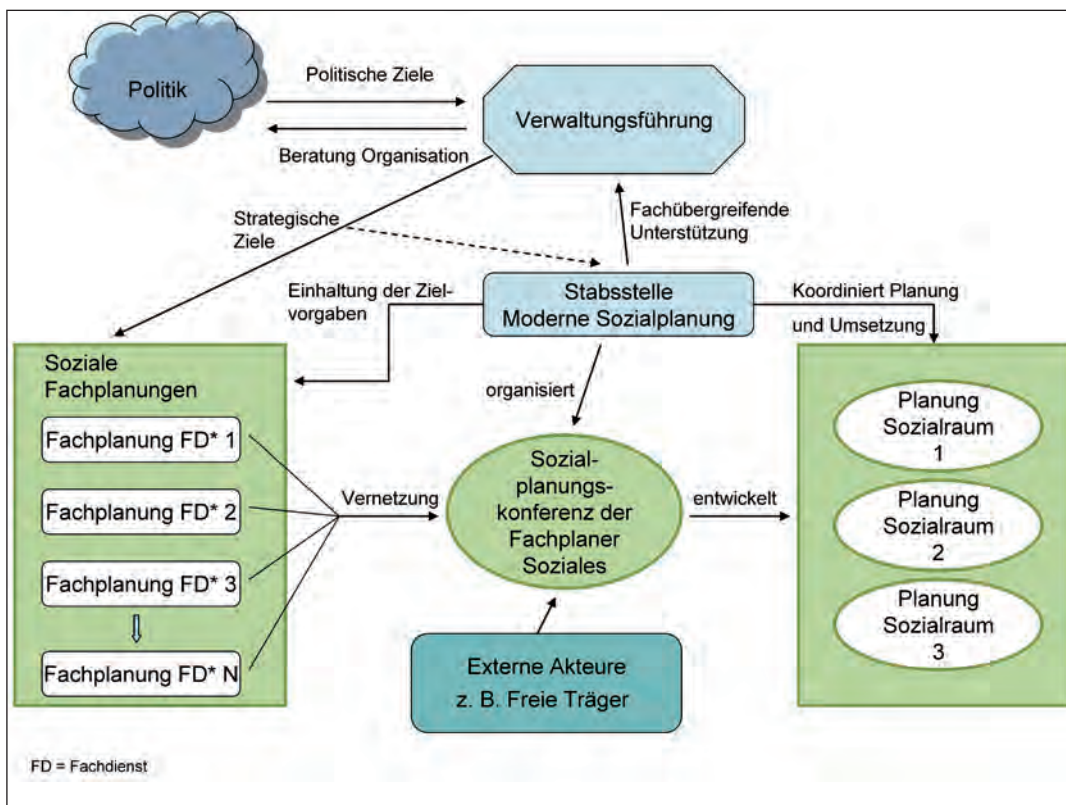 Politik
Politische Ziele
Beratung Organisation
Verwaltungsführung
Strategische
Ziele
Fachübergreifende
Unterstützung
Einhaltung der Ziel-
vorgaben
Stabsstelle
Moderne Sozialplanung
Koordiniert Planung
und Umsetzung
Soziale
Fachplanungen
Fachplanung FD* 1
Fachplanung FD* 2
Fachplanung FD* 3
Fachplanung FD* N
Vernetzung
organisiert
Sozial-
planungs-
konferenz der
Fachplaner
Soziales
entwickelt
Planung
Sozialraum
1
Planung
Sozialraum
2
Planung
Sozialraum
3
Externe Akteure
z. B. Freie Träger
FD = Fachdienst